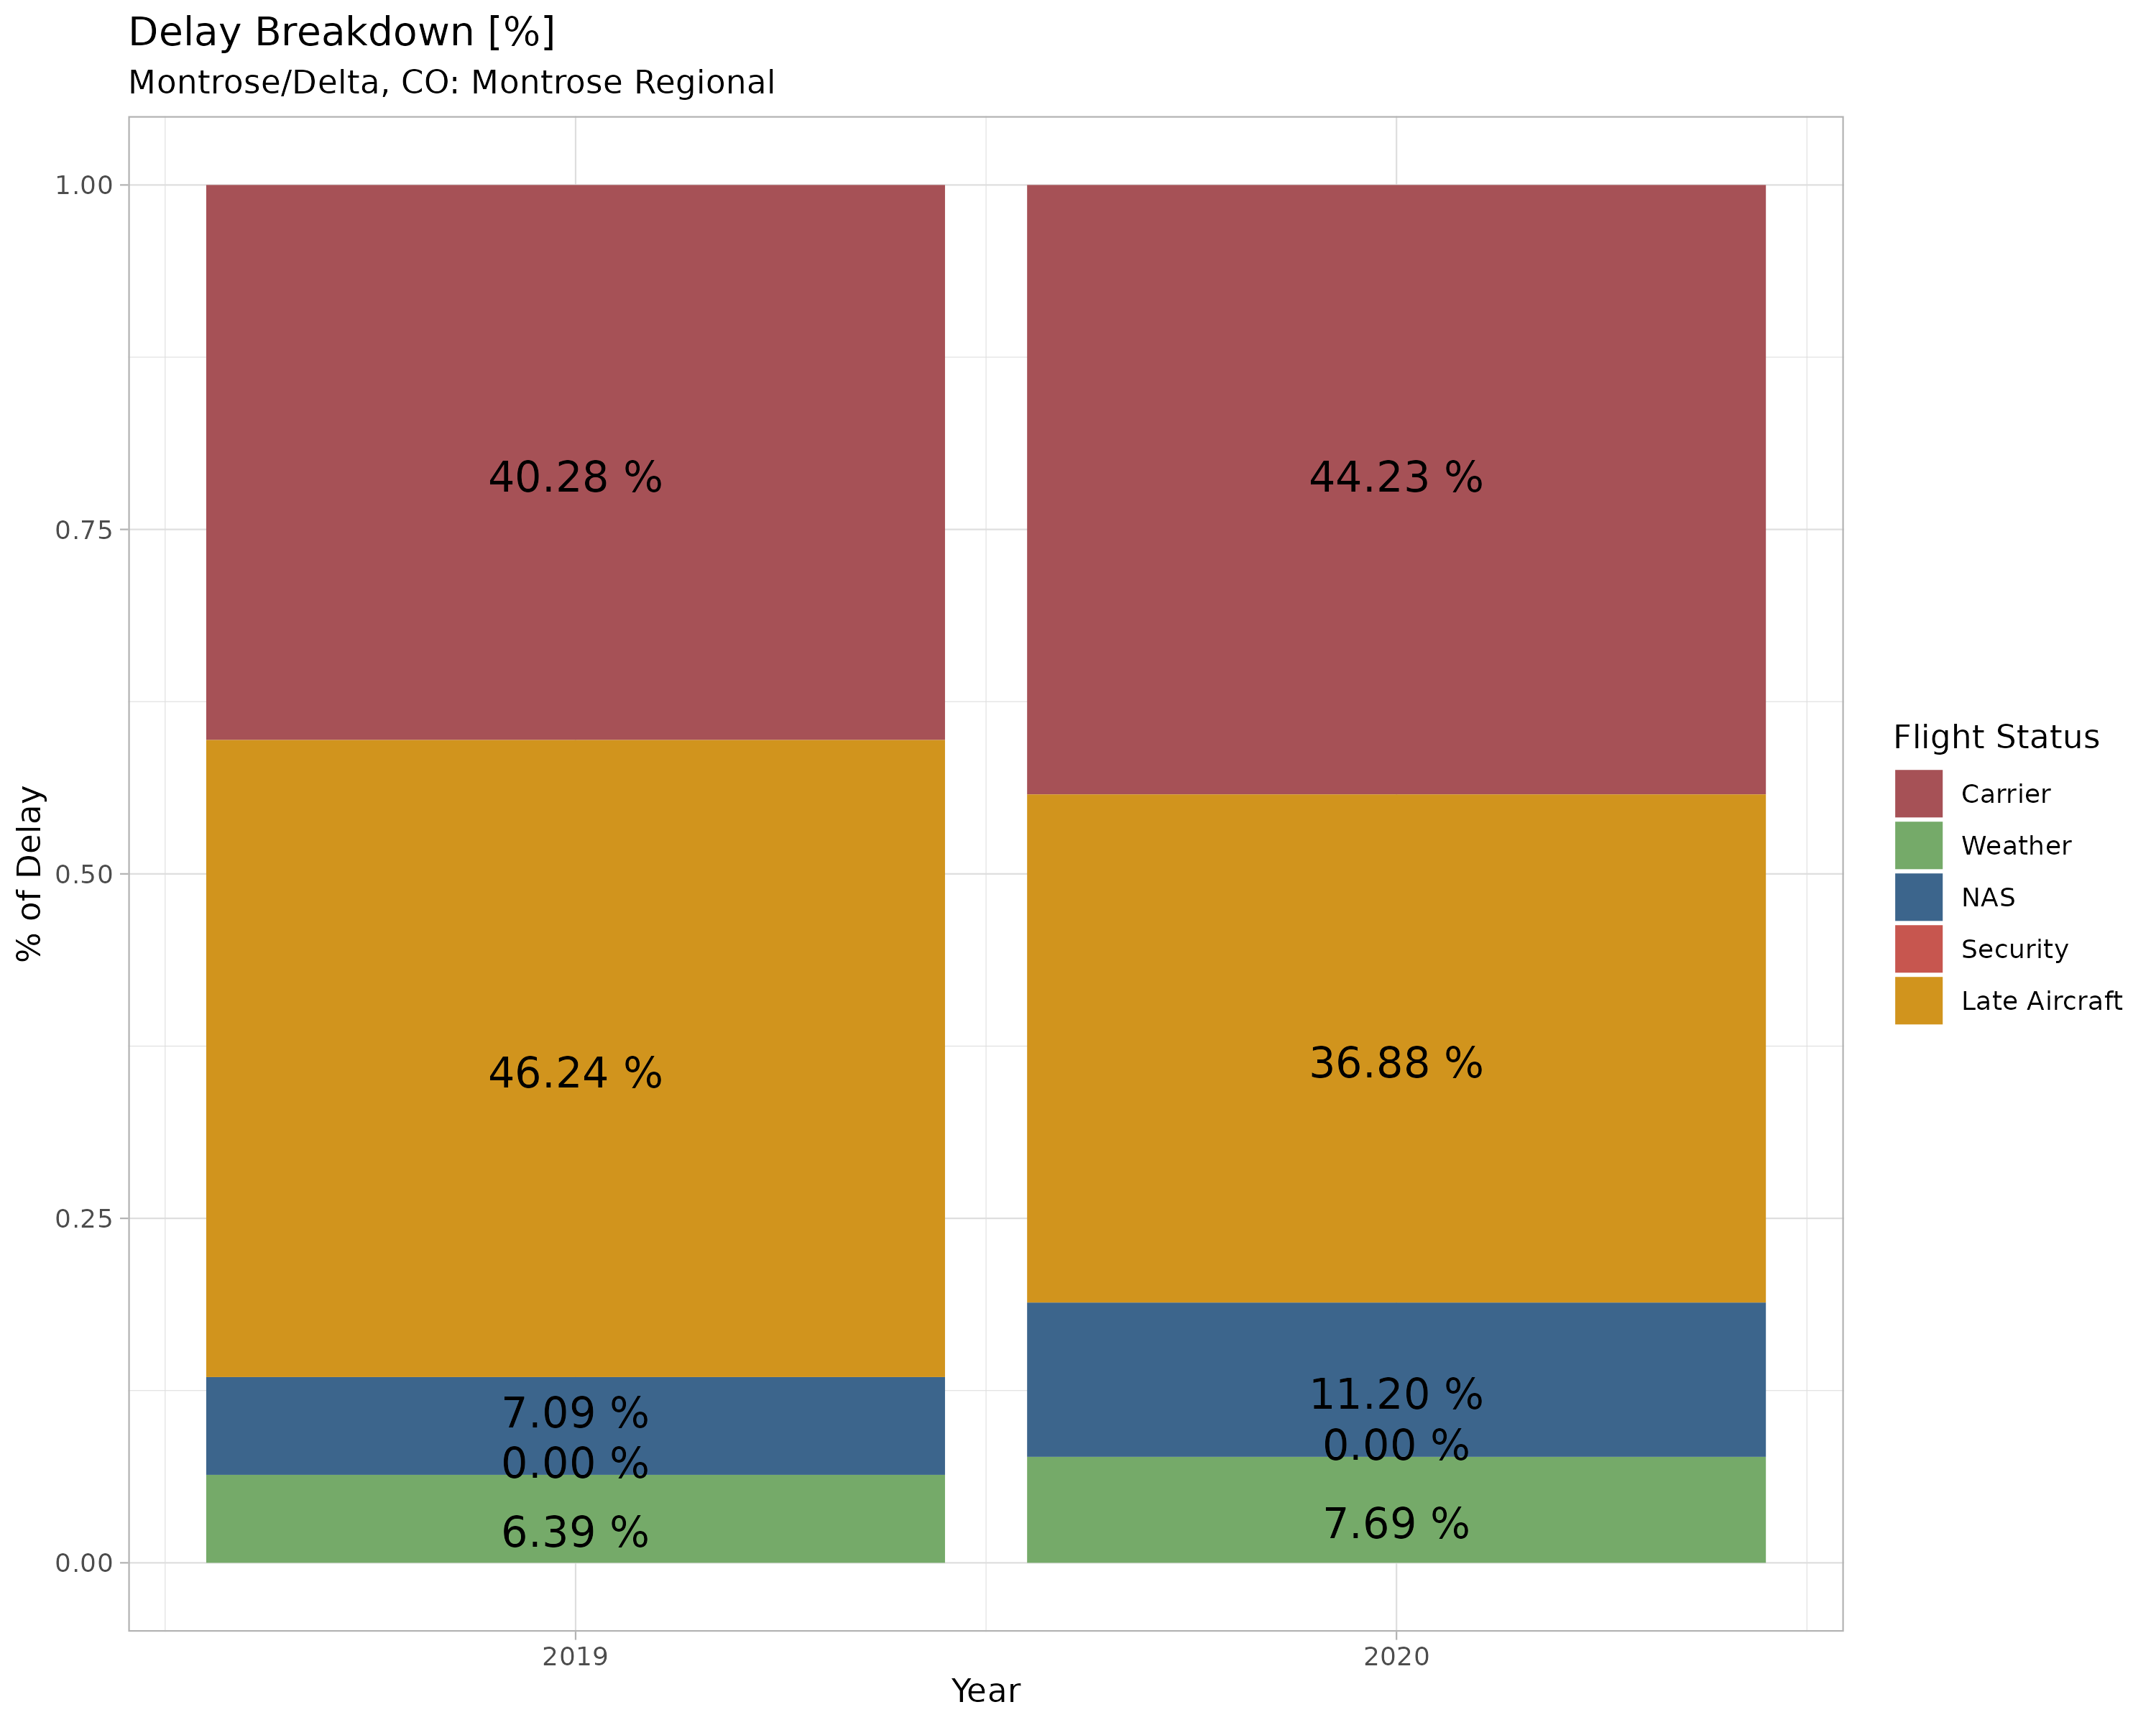 Delay Breakdown [%]
Montrose/Delta, CO: Montrose Regional
% of Delay
1.00
0.75
0.50
0.25
0.00
40.28 %
46.24 %
7.09 %
0.00 %
6.39 %
44.23 %
36.88 %
11.20 %
0.00 %
7.69 %
2019
2020
Year
Flight Status
Carrier
Weather
NAS
Security
Late Aircraft